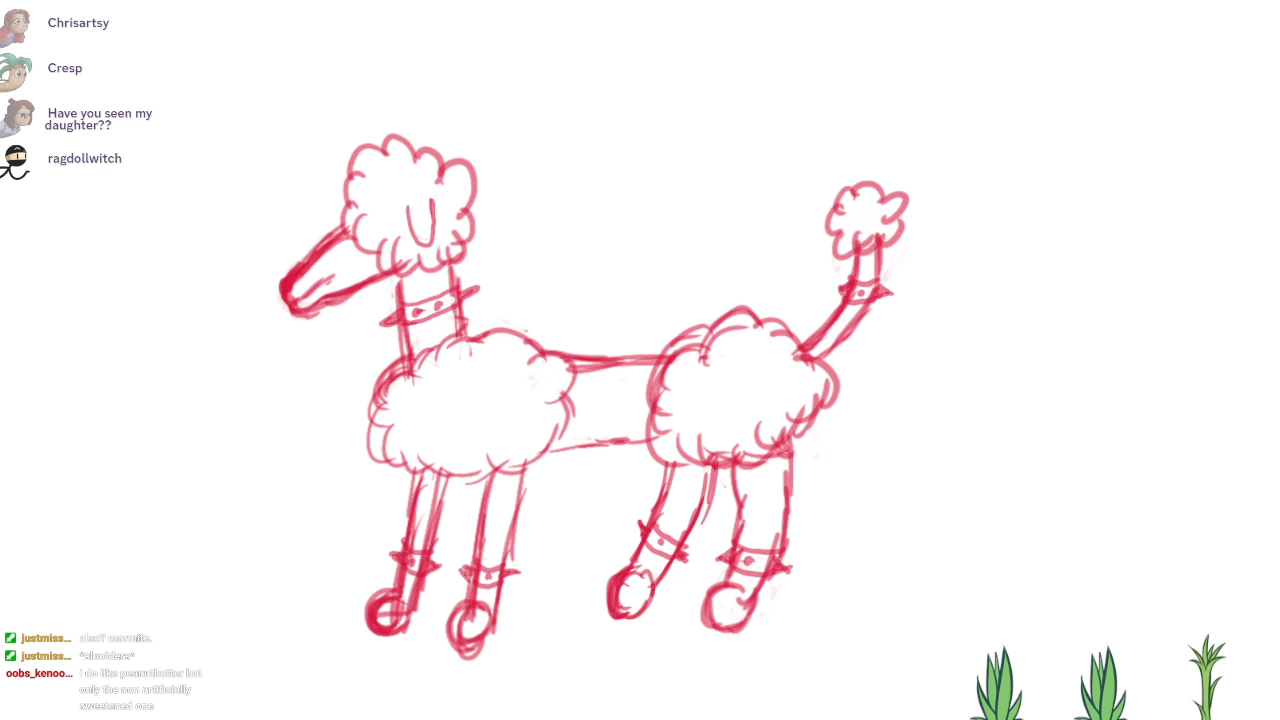 Chrisartsy
Cresp
Have you seen my
daughter??
ragdollwitch
justmiss... also? marmite.
justmiss... *shudders*
oobs_kenoo... i do like peanutbutter but
only the non artificially
sweetened one